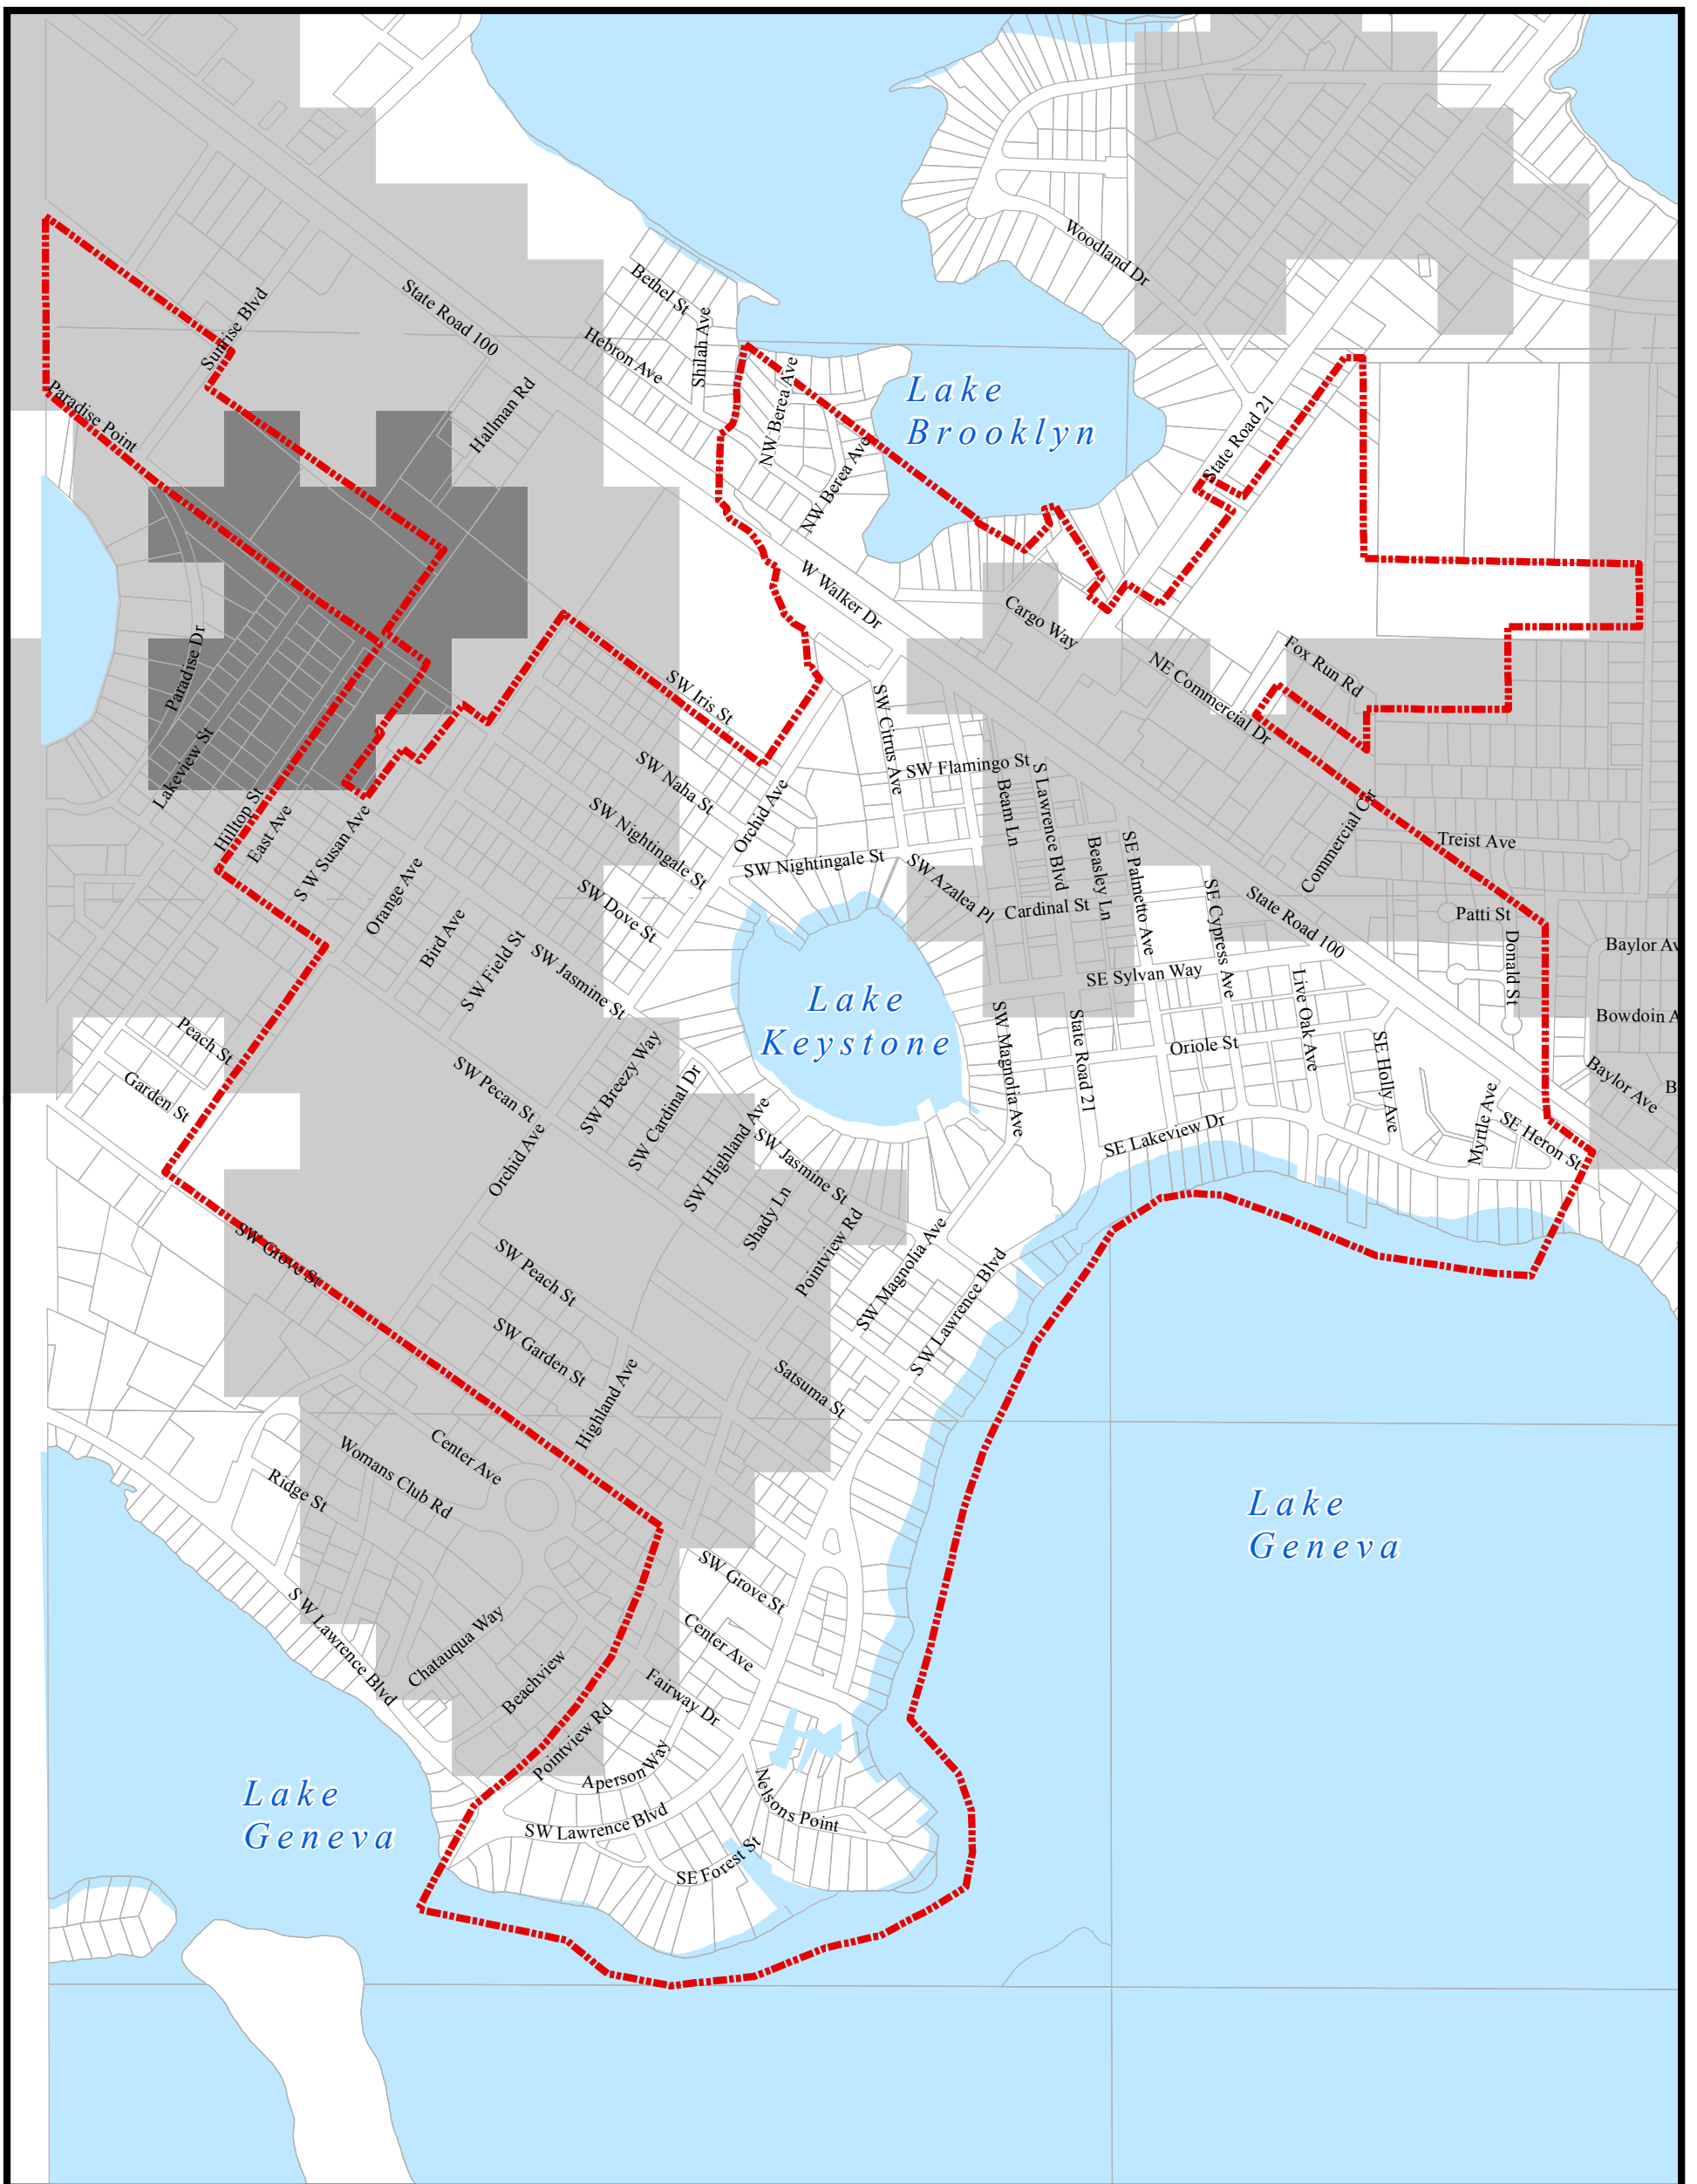 Woodland Dr
Bethel St
Shilah Ave
Sunrise Blvd
State Road 100
Hebron Ave
NW Berea Ave
Lake
Brooklyn
Paradise Point
Hallman Rd
State Road 21
NW Berea Ave
W Walker Dr
Cargo Way
Paradise Dr
SW Iris St
NE Commercial Dr
Fox Run Rd
SW Citrus Ave
Lakeview St
SW Naha St
SW Flamingo St
Hilltop St
East Ave
S W Susan Ave
SW Nightingale St
Orchid Ave
Beam Ln
S Lawrence Blvd
Beasley Ln
SE Palmetto Ave
Commercial Cir
Treist Ave
SW Nightingale St
SW Azalea Pl
Orange Ave
SW Dove St
Cardinal St
SE Cypress Ave
State Road 100
Patti St
Donald St
Baylor Av
Bird Ave
S W Field St
SW Jasmine St
SE Sylvan Way
Live Oak Ave
Lake
Keystone
Bowdoin A
Peach St
SW Magnolia Ave
State Road 21
Oriole St
SE Holly Ave
Garden St
SW Pecan St
SW Breezy Way
SW Cardinal Dr
SW Highland Ave
SW Jasmine St
SE Lakeview Dr
Myrtle Ave
SE Heron St
Baylor Ave
B
Orchid Ave
Shady Ln
Pointview Rd
SW Magnolia Ave
S W Lawrence Blvd
SW Grove St
SW Peach St
SW Garden St
Highland Ave
Satsuma St
Center Ave
Womans Club Rd
Ridge St
Lake
Geneva
SW Grove St
S W Lawrence Blvd
Chatauqua Way
Beachview
Center Ave
Fairway Dr
Pointview Rd
Aperson Way
Nelsons Point
Lake
Geneva
SW Lawrence Blvd
SE Forest St